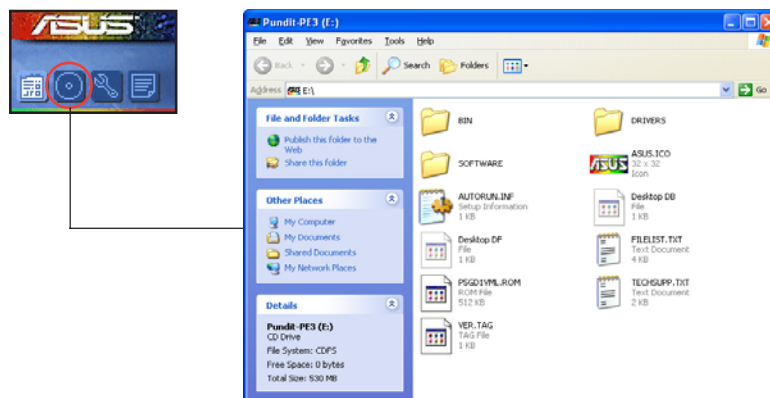 ASUS
Pundit-PE3 (E:)
File Edit View Favorites Tools Help
Back Search Folders
Address E:\ Go
File and Folder Tasks
Publish this folder to the
Web
Share this folder
Other Places
My Computer
My Documents
Shared Documents
My Network Places
Details
Pundit-PE3 (E:)
CD Drive
File System: CDFS
Free Space: 0 bytes
Total Size: 530 MB
BIN
DRIVERS
SOFTWARE
ASUS
ASUS.ICO
32 x 32
Icon
AUTORUN.INF
Setup Information
1 KB
Desktop DB
File
1 KB
Desktop DF
File
1 KB
FILELIST.TXT
Text Document
4 KB
PSGD1VML.ROM
ROM File
512 KB
TECHSUPP.TXT
Text Document
2 KB
VER.TAG
TAG File
1 KB